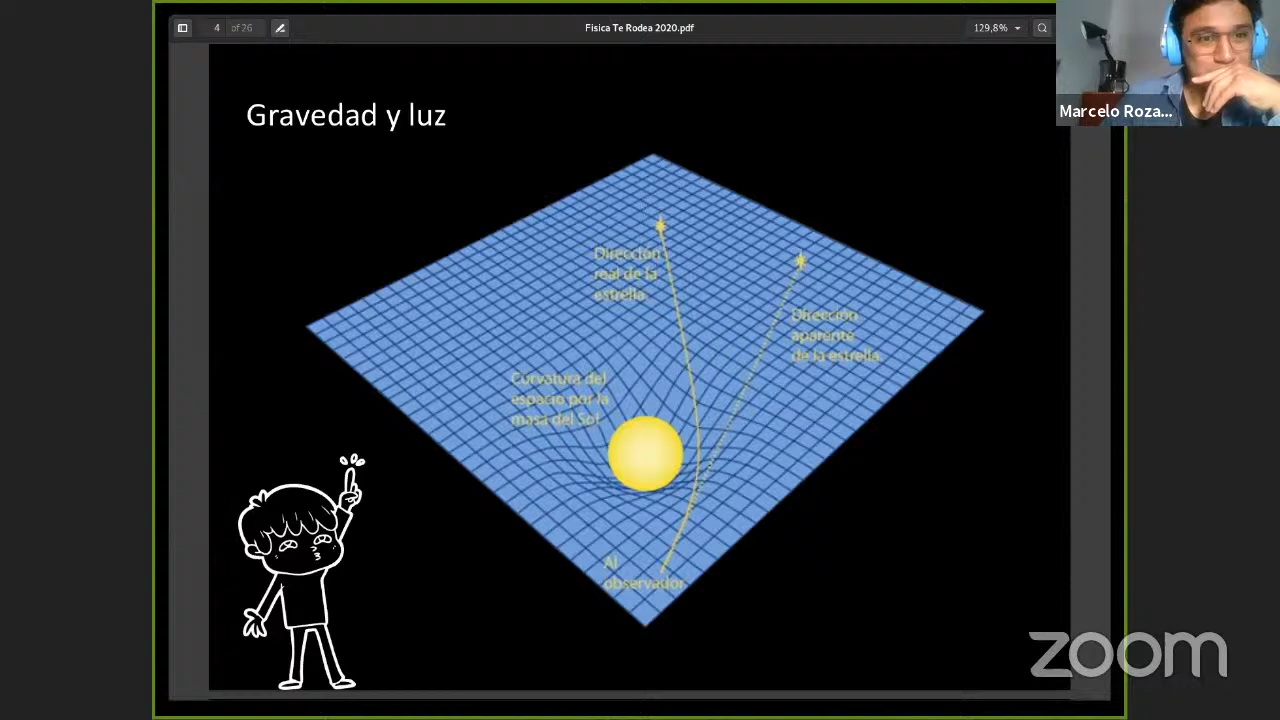 4 of 26
Fisica Te Rodea 2020.pdf
129,8%
Marcelo Roza...
Gravedad y luz
Dirección
real de la
estrella.
Dirección
aparente
de la estrella.
Curvatura del
espacio por la
masa del Sol
Al
observador
zoom